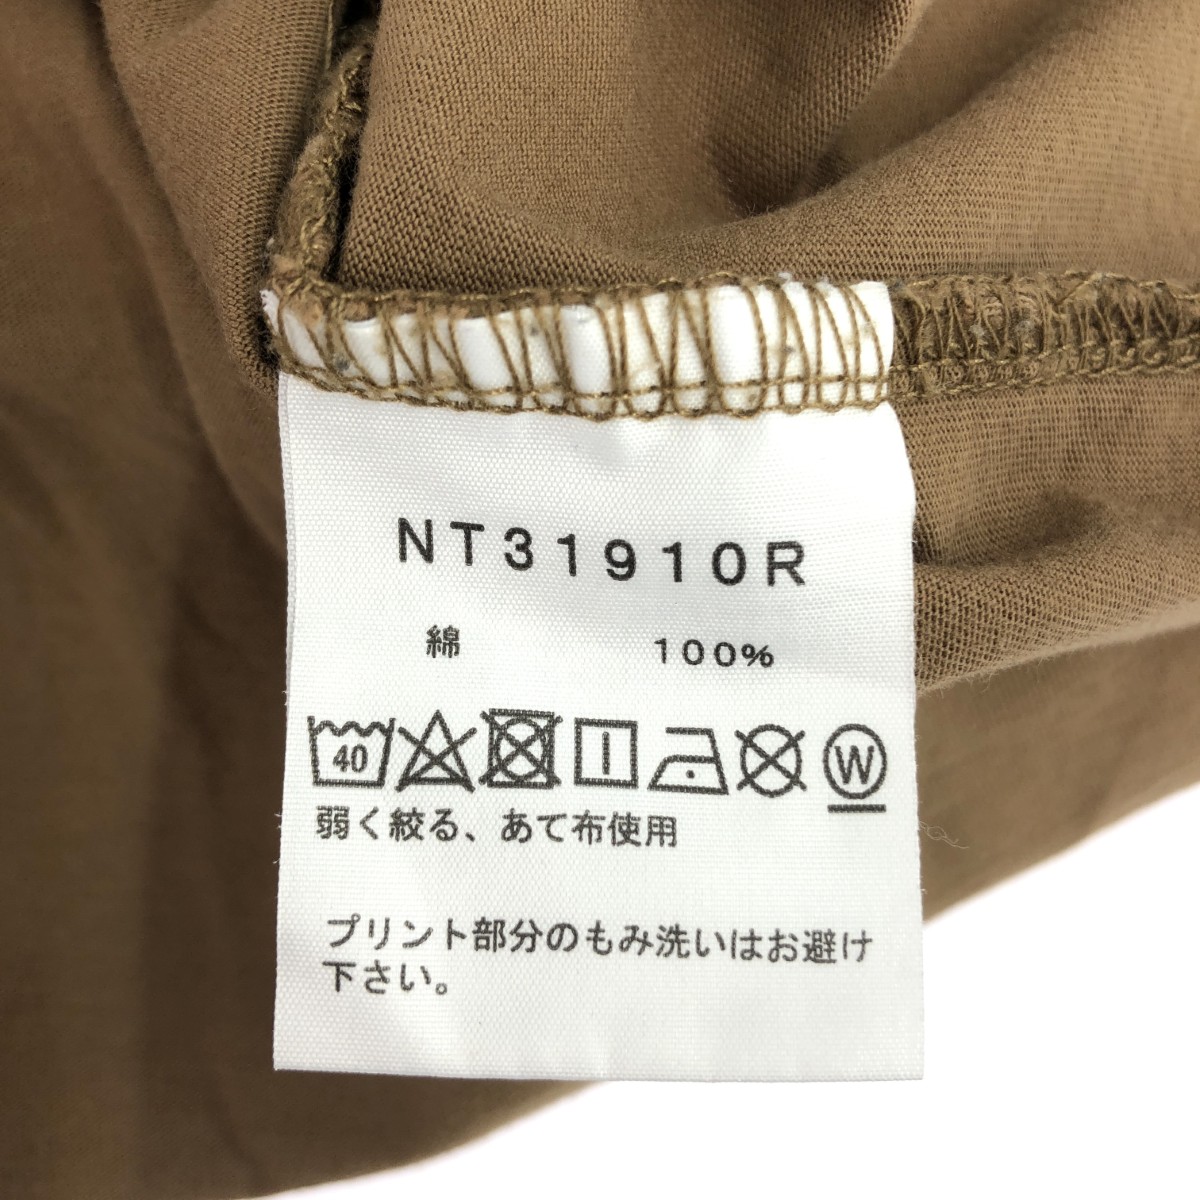 NT31910R
綿 100%
40 W
弱く絞る、あて布使用
プリント部分のもみ洗いはお避け
下さい。